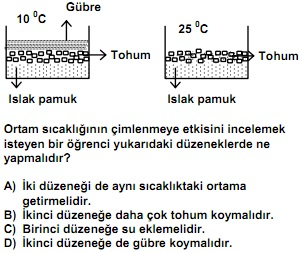 Gübre
10 ⁰C
25 ⁰C
Tohum
Tohum
Islak pamuk
Islak pamuk
Ortam sıcaklığının çimlenmeye etkisini incelemek
isteyen bir öğrenci yukarıdaki düzeneklerde ne
yapmalıdır?
A) İki düzeneği de aynı sıcaklıktaki ortama
getirmelidir.
B) İkinci düzeneğe daha çok tohum koymalıdır.
C) Birinci düzeneğe su eklemelidir.
D) İkinci düzeneğe de gübre koymalıdır.